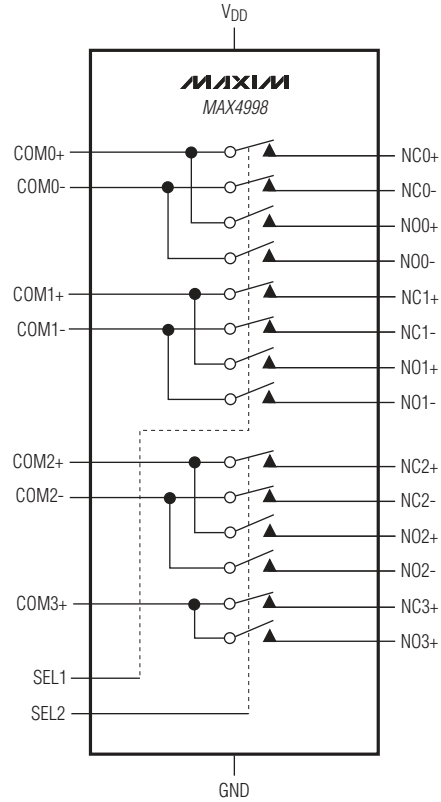 VDD
MAXIM
MAX4998
COM0+
NC0+
COM0-
NC0-
NO0+
NO0-
COM1+
NC1+
COM1-
NC1-
NO1+
NO1-
COM2+
NC2+
COM2-
NC2-
NO2+
NO2-
COM3+
NC3+
NO3+
SEL1
SEL2
GND